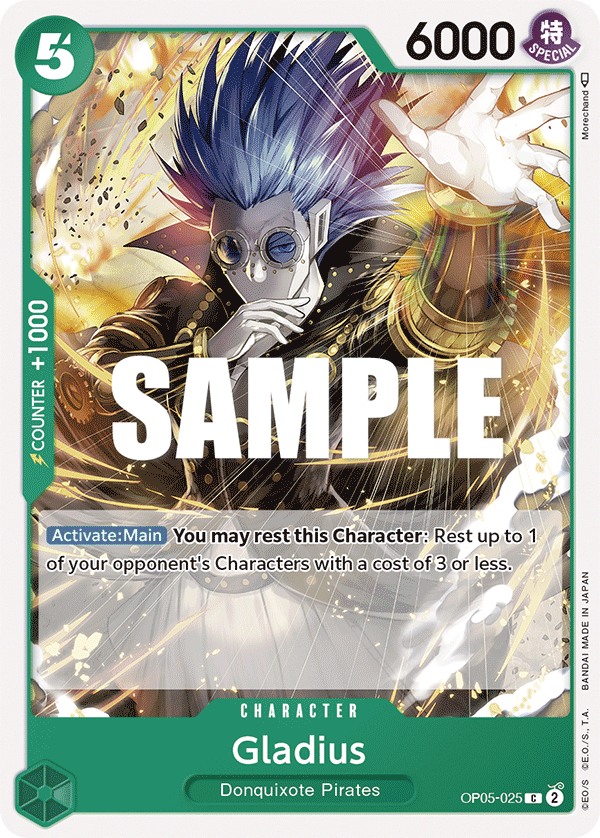 5
6000
特
SPECIAL
Morechand
COUNTER +1000
SAMPLE
Activate:Main You may rest this Character: Rest up to 1
of your opponent's Characters with a cost of 3 or less.
CHARACTER
Gladius
Donquixote Pirates
OP05-025 C 2
©EO/S ©E.O./S., T.A. BANDAI MADE IN JAPAN